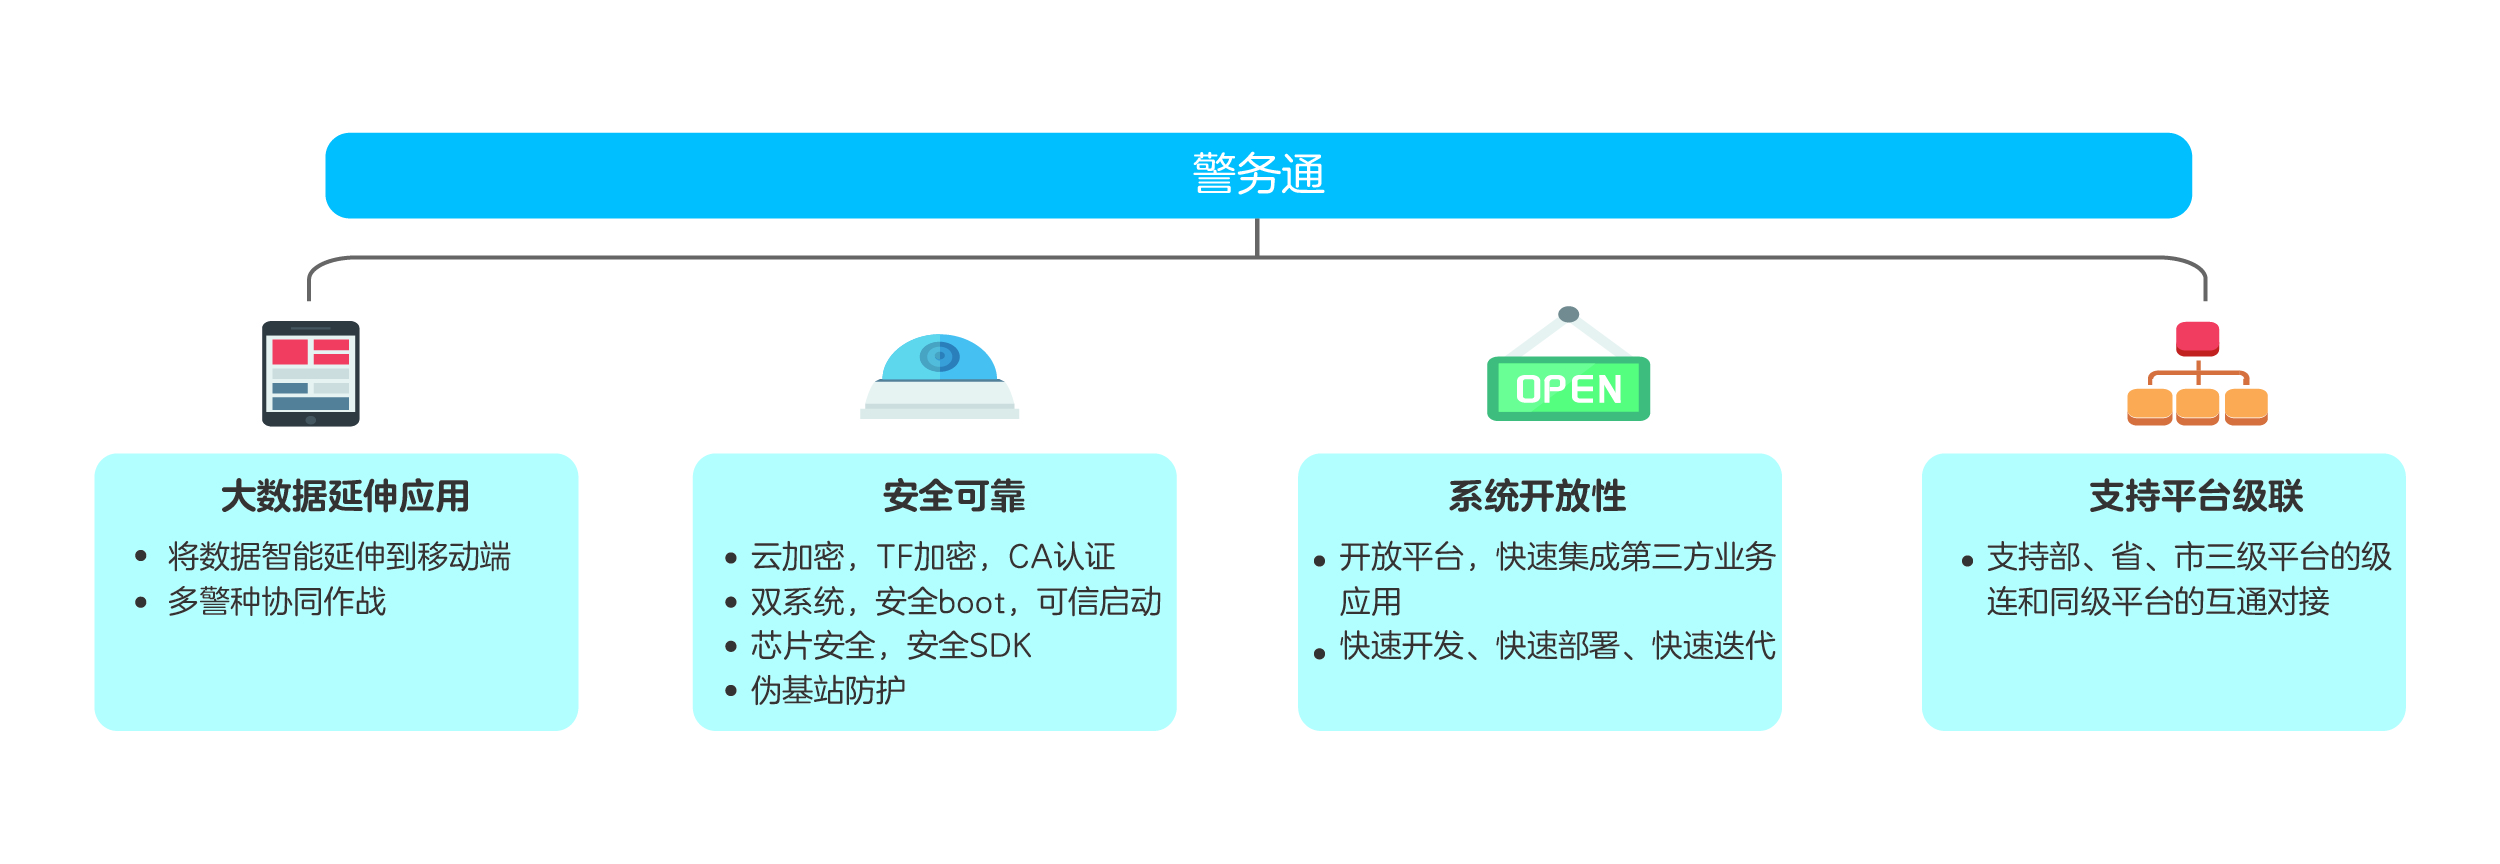 警务通
OPEN
大数据延伸应用
将数据智能延伸到移动端
多警种协同作战
安全可靠
三加密，TF加密，CA认证
双系统，安全boot，可信启动
芯片安全，安全SDK
伪基站防护
系统开放性
开放平台，快速集成第三方业务
应用
快速开发、快速部署、快速迭代
支持平台级联
支持部、省、市级平台的
连和不同平台间的互联互通对接